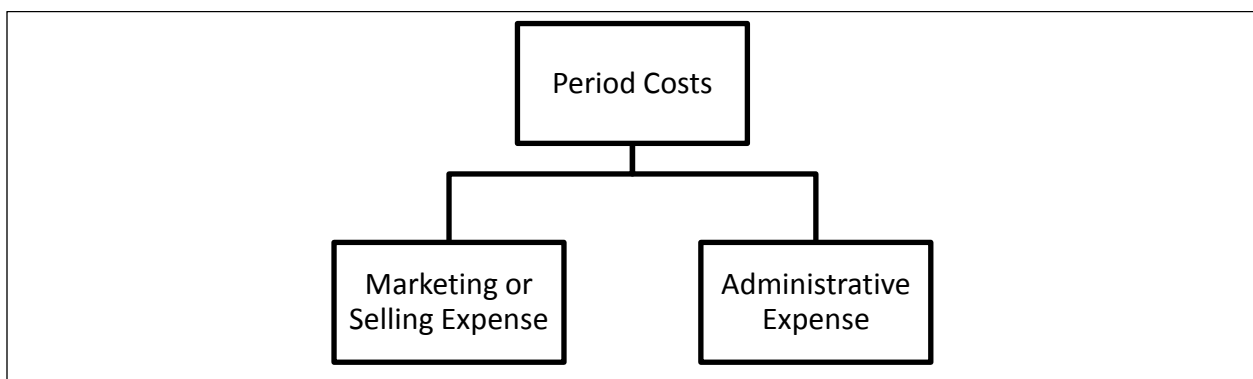 Period Costs
Marketing or
Selling Expense
Administrative
Expense